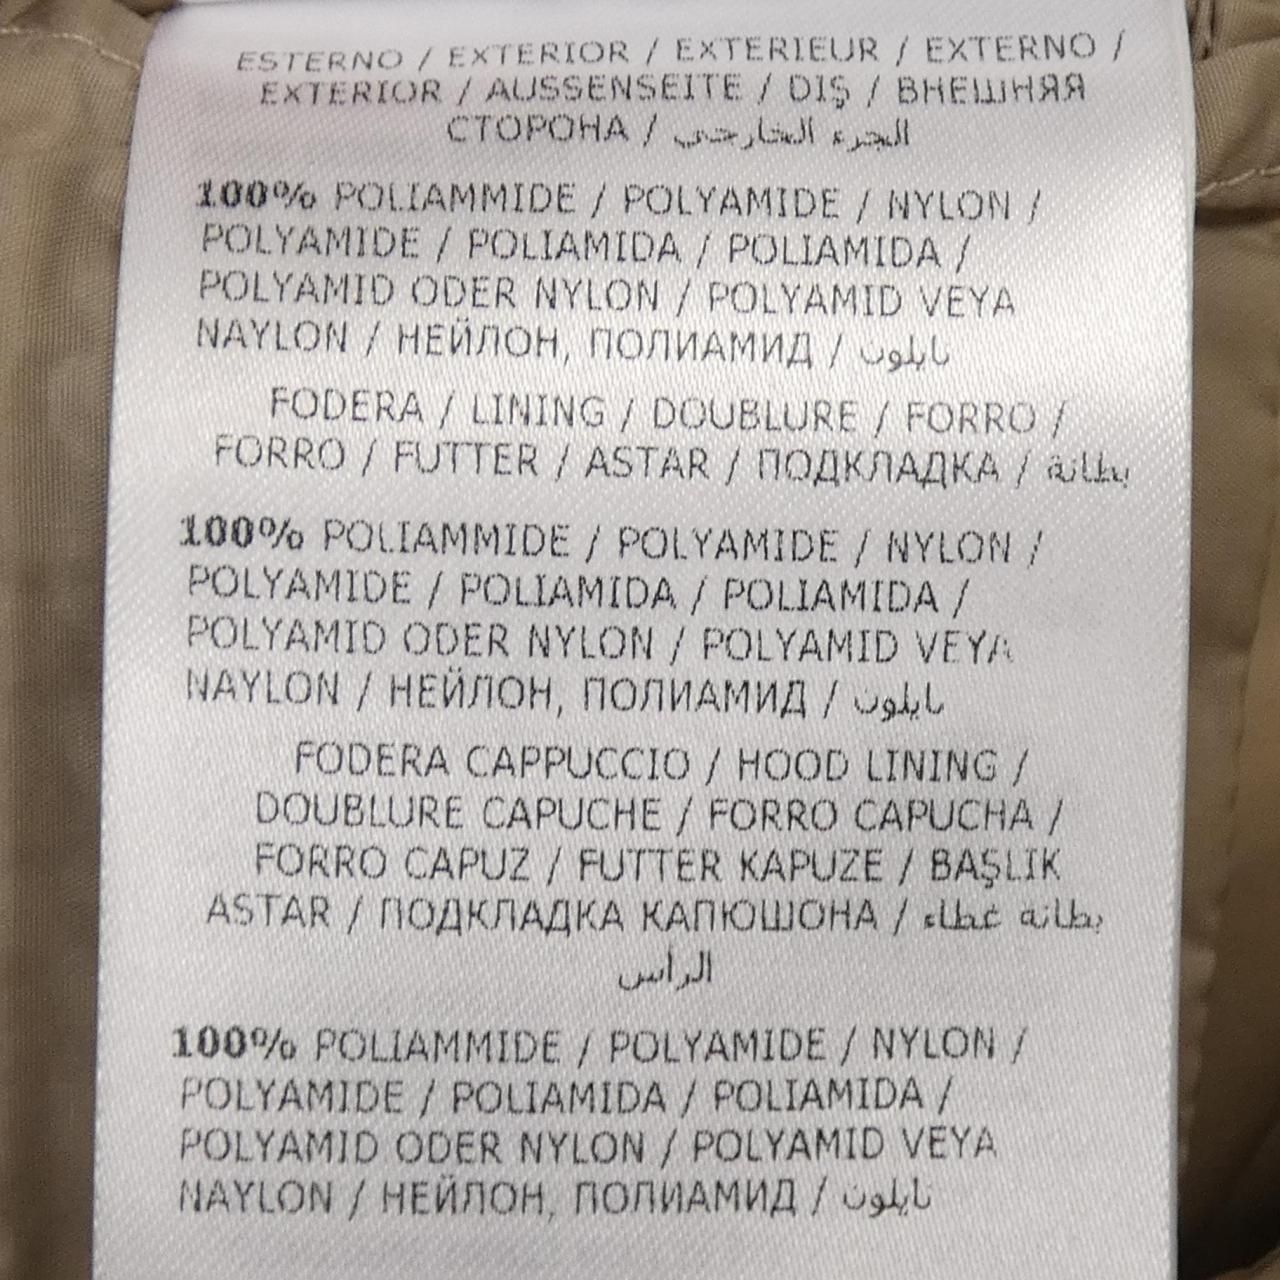 ESTERNO / EXTERIOR / EXTERIEUR / EXTERNO /
EXTERIOR / AUSSENSEITE / DIŞ / ВНЕШНЯЯ
СТОРОНА / الجزء الخارجي
100% POLIAMMIDE / POLYAMIDE / NYLON /
POLYAMIDE / POLIAMIDA / POLIAMIDA /
POLYAMID ODER NYLON / POLYAMID VEYA
NAYLON / НЕЙЛОН, ПОЛИАМИД / نايلون
FODERA / LINING / DOUBLURE / FORRO /
FORRO / FUTTER / ASTAR / ПОДКЛАДКА / بطانة
100% POLIAMMIDE / POLYAMIDE / NYLON /
POLYAMIDE / POLIAMIDA / POLIAMIDA /
POLYAMID ODER NYLON / POLYAMID VEYA
NAYLON / НЕЙЛОН, ПОЛИАМИД / نايلون
FODERA CAPPUCCIO / HOOD LINING /
DOUBLURE CAPUCHE / FORRO CAPUCHA /
FORRO CAPUZ / FUTTER KAPUZE / BAŞLIK
ASTAR / ПОДКЛАДКА КАПЮШОНА / بطانة غطاء
الرأس
100% POLIAMMIDE / POLYAMIDE / NYLON /
POLYAMIDE / POLIAMIDA / POLIAMIDA /
POLYAMID ODER NYLON / POLYAMID VEYA
NAYLON / НЕЙЛОН, ПОЛИАМИД / نايلون